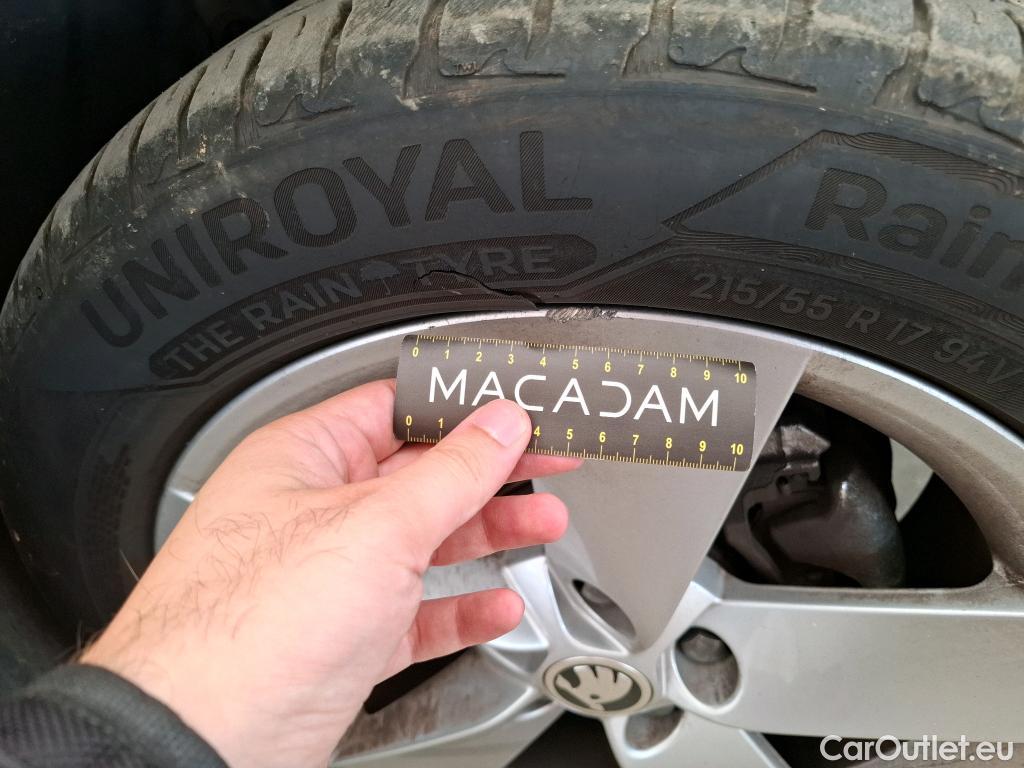 UNIROYAL
THE RAIN TYRE
Rain
215/55 R 17 94V
0 1 2 3 4 5 6 7 8 9 10
MACADAM
0 1 4 5 6 7 8 9 10
CarOutlet.eu